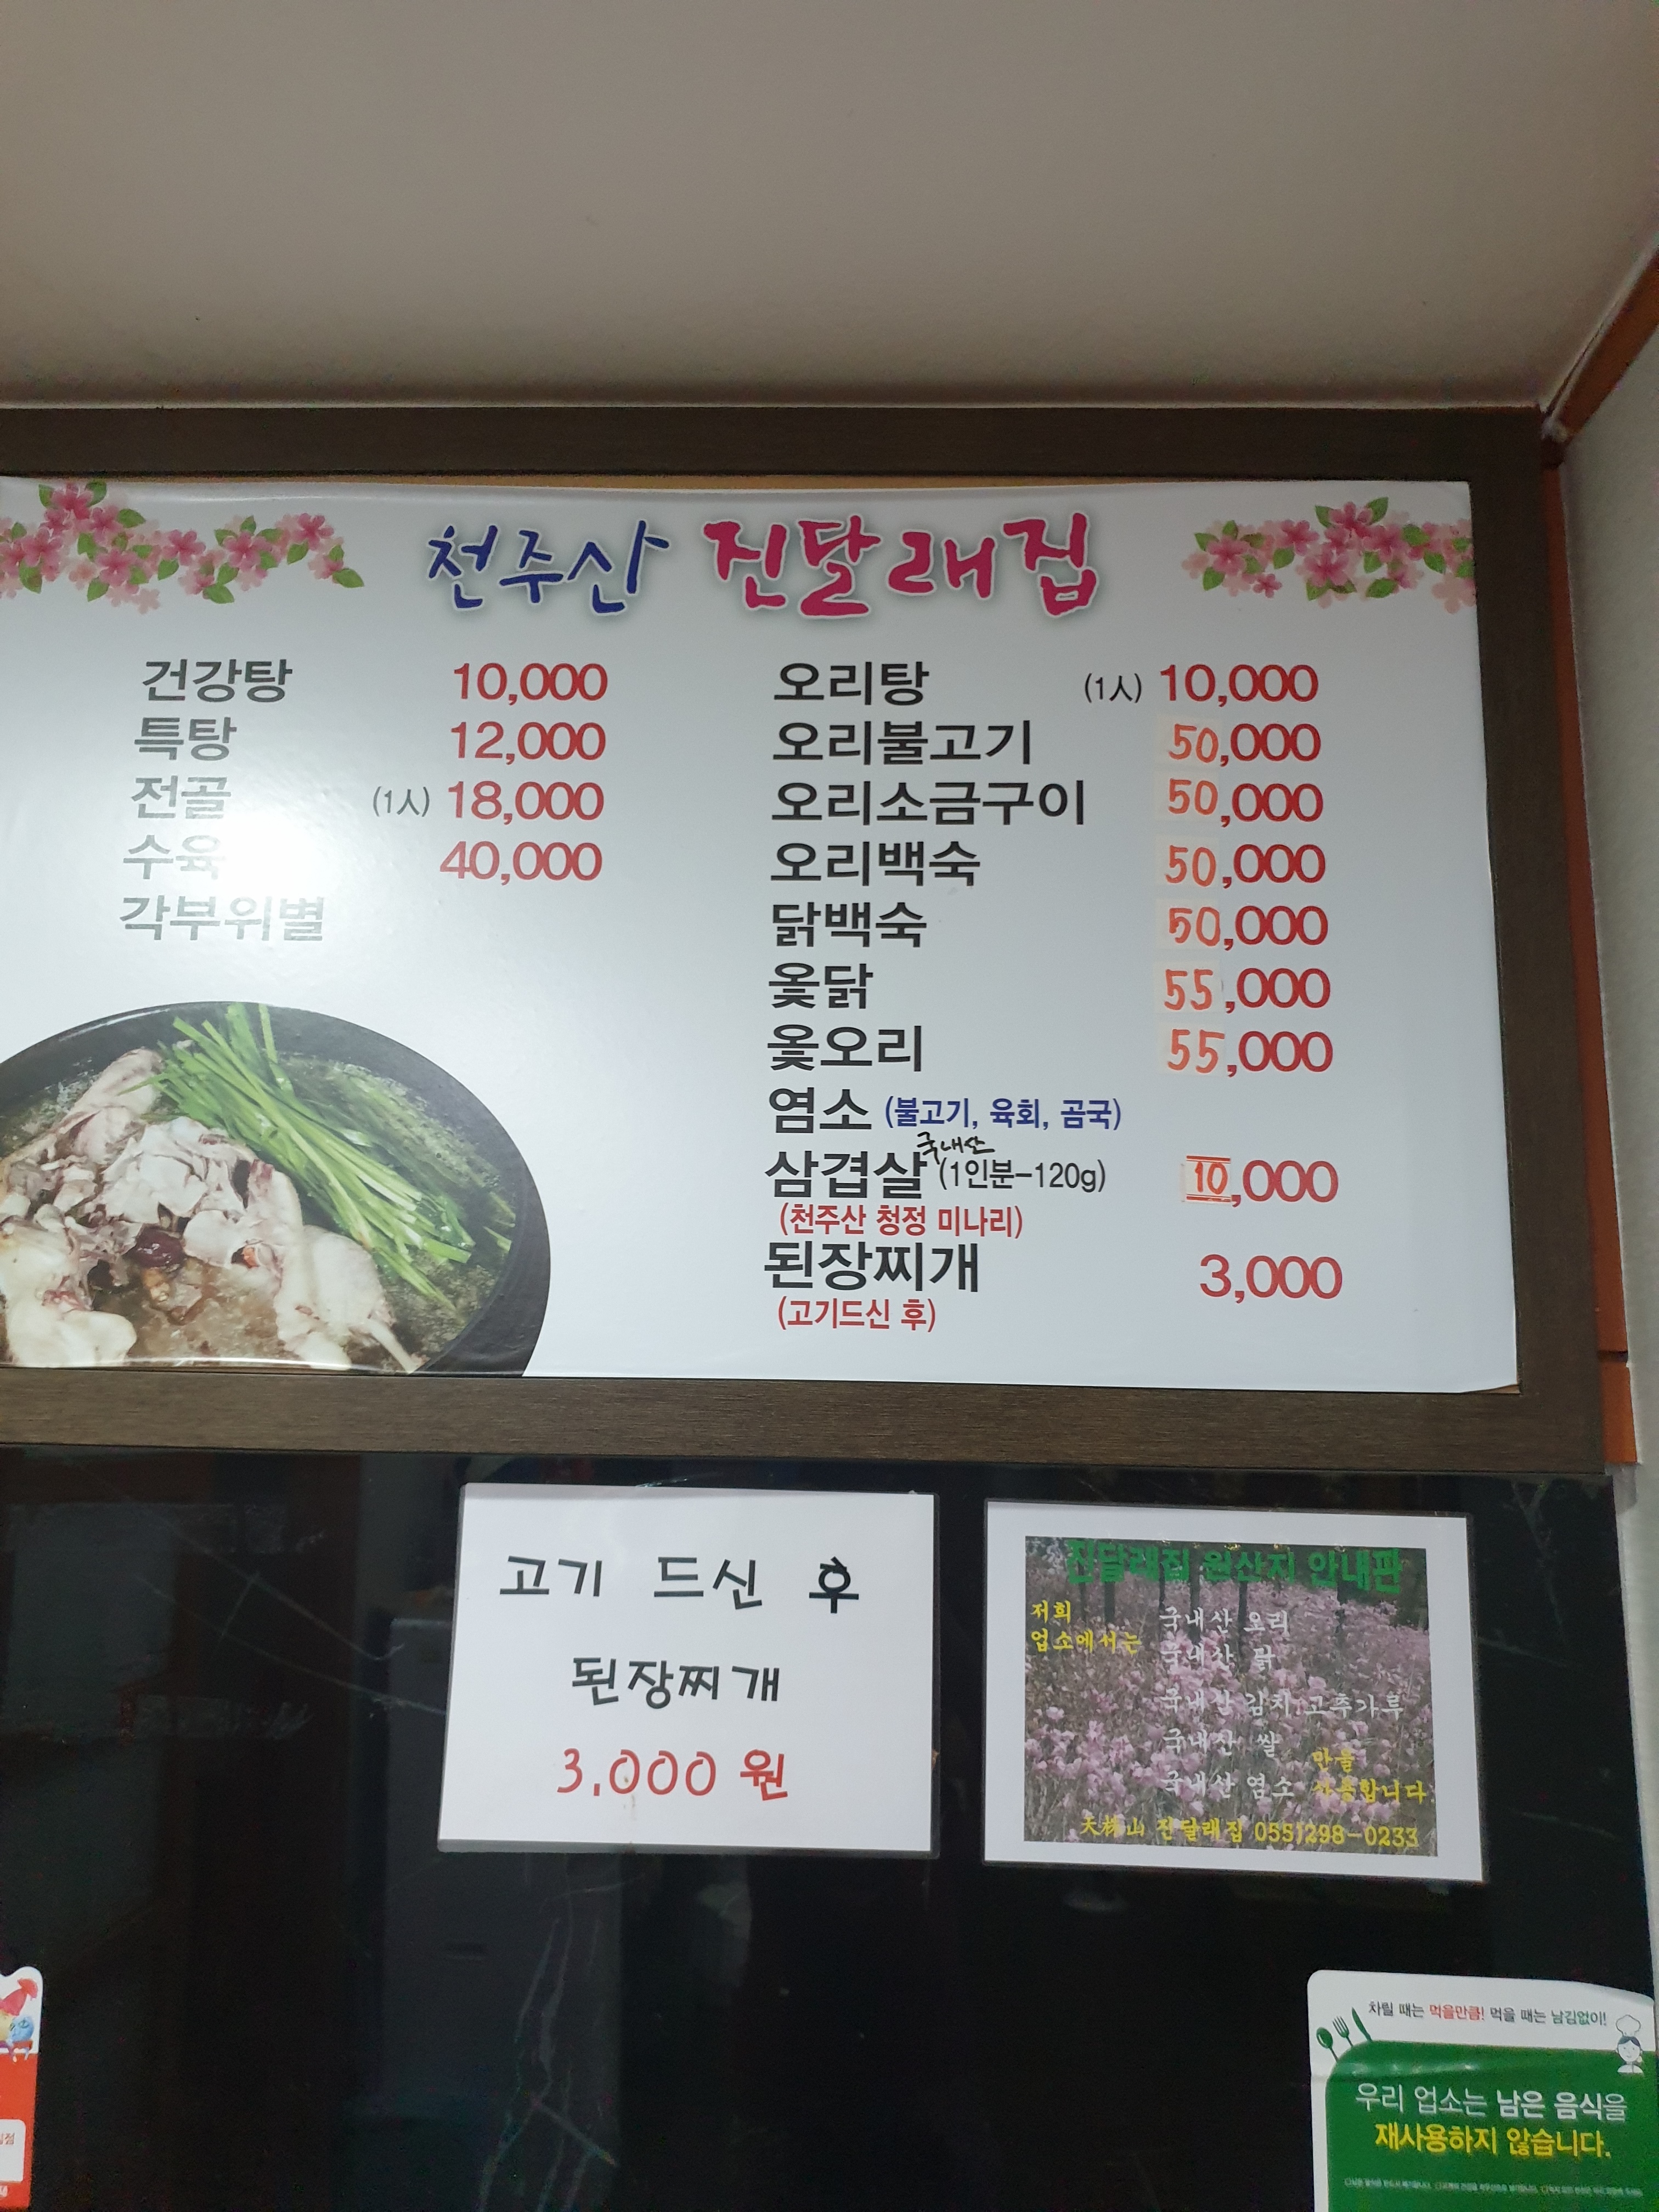 천주산 진달래집
건강탕 10,000
특탕 12,000
전골 (1人) 18,000
수육 40,000
각부위별
오리탕 (1人) 10,000
오리불고기 50,000
오리소금구이 50,000
오리백숙 50,000
닭백숙 50,000
옻닭 55,000
옻오리 55,000
염소 (불고기, 육회, 곰국)
국내산
삼겹살 (1인분-120g) 10,000
(천주산 청정 미나리)
된장찌개 3,000
(고기드신 후)
고기 드신 후
된장찌개
3,000 원
진달래집 원산지 안내판
저희
업소에서는
국내산 오리
국내산 닭
국내산 김치,고추가루
국내산 쌀
국내산 염소
만을
사용합니다
진달래집 055)298-0233
차릴 때는 먹을만큼! 먹을 때는 남김없이!
우리 업소는 남은 음식을
재사용하지 않습니다.